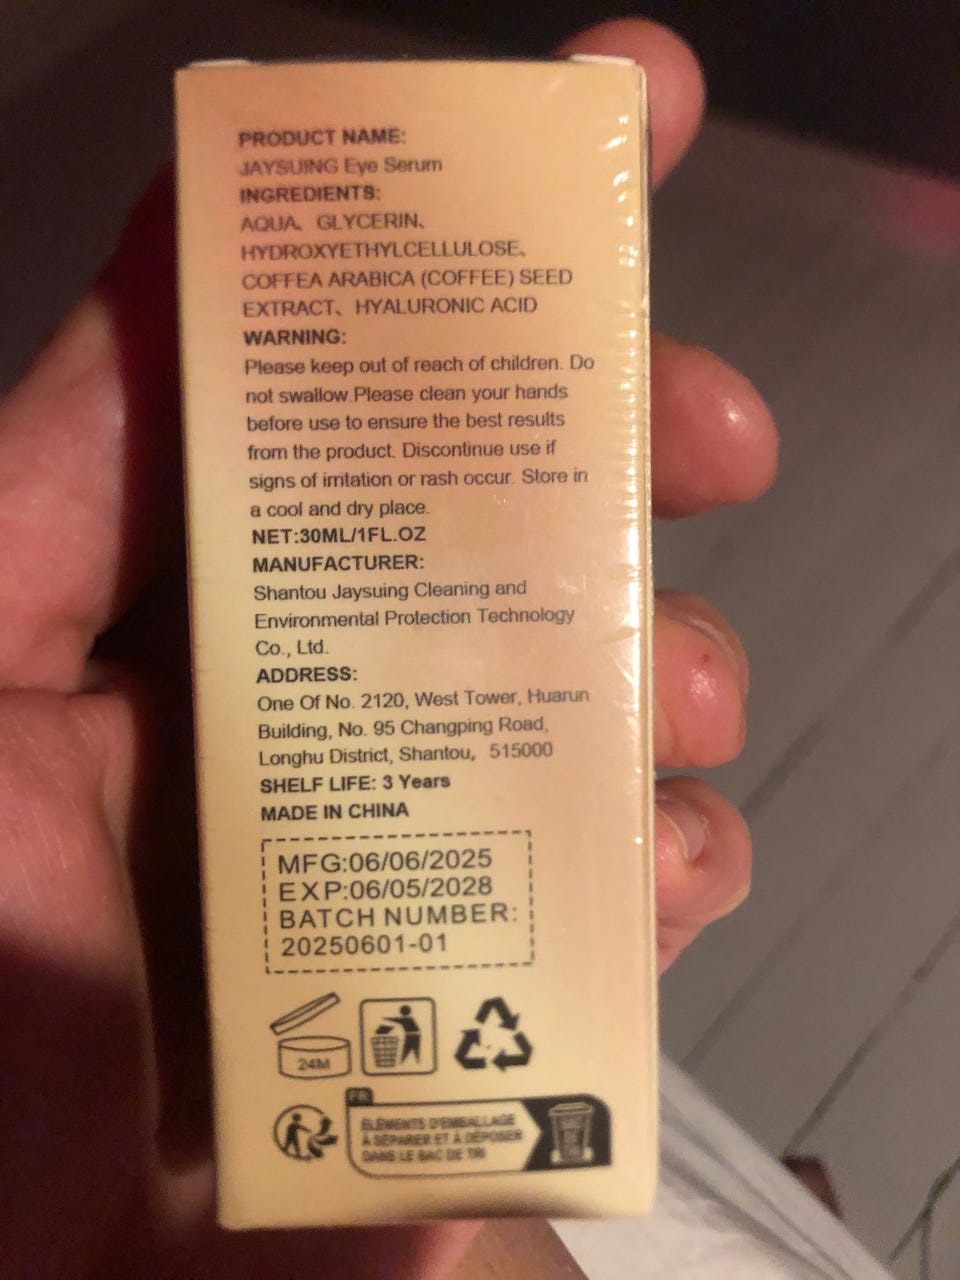 PRODUCT NAME:
JAYSUING Eye Serum
INGREDIENTS:
AQUA、GLYCERIN、
HYDROXYETHYLCELLULOSE、
COFFEA ARABICA (COFFEE) SEED
EXTRACT、HYALURONIC ACID
WARNING:
Please keep out of reach of children. Do
not swallow.Please clean your hands
before use to ensure the best results
from the product. Discontinue use if
signs of irritation or rash occur. Store in
a cool and dry place.
NET:30ML/1FL.OZ
MANUFACTURER:
Shantou Jaysuing Cleaning and
Environmental Protection Technology
Co., Ltd.
ADDRESS:
One Of No. 2120, West Tower, Huarun
Building, No. 95 Changping Road,
Longhu District, Shantou, 515000
SHELF LIFE: 3 Years
MADE IN CHINA
MFG:06/06/2025
EXP:06/05/2028
BATCH NUMBER:
20250601-01
24M
FR
ÉLÉMENTS D'EMBALLAGE
À SÉPARER ET À DÉPOSER
DANS LE BAC DE TRI